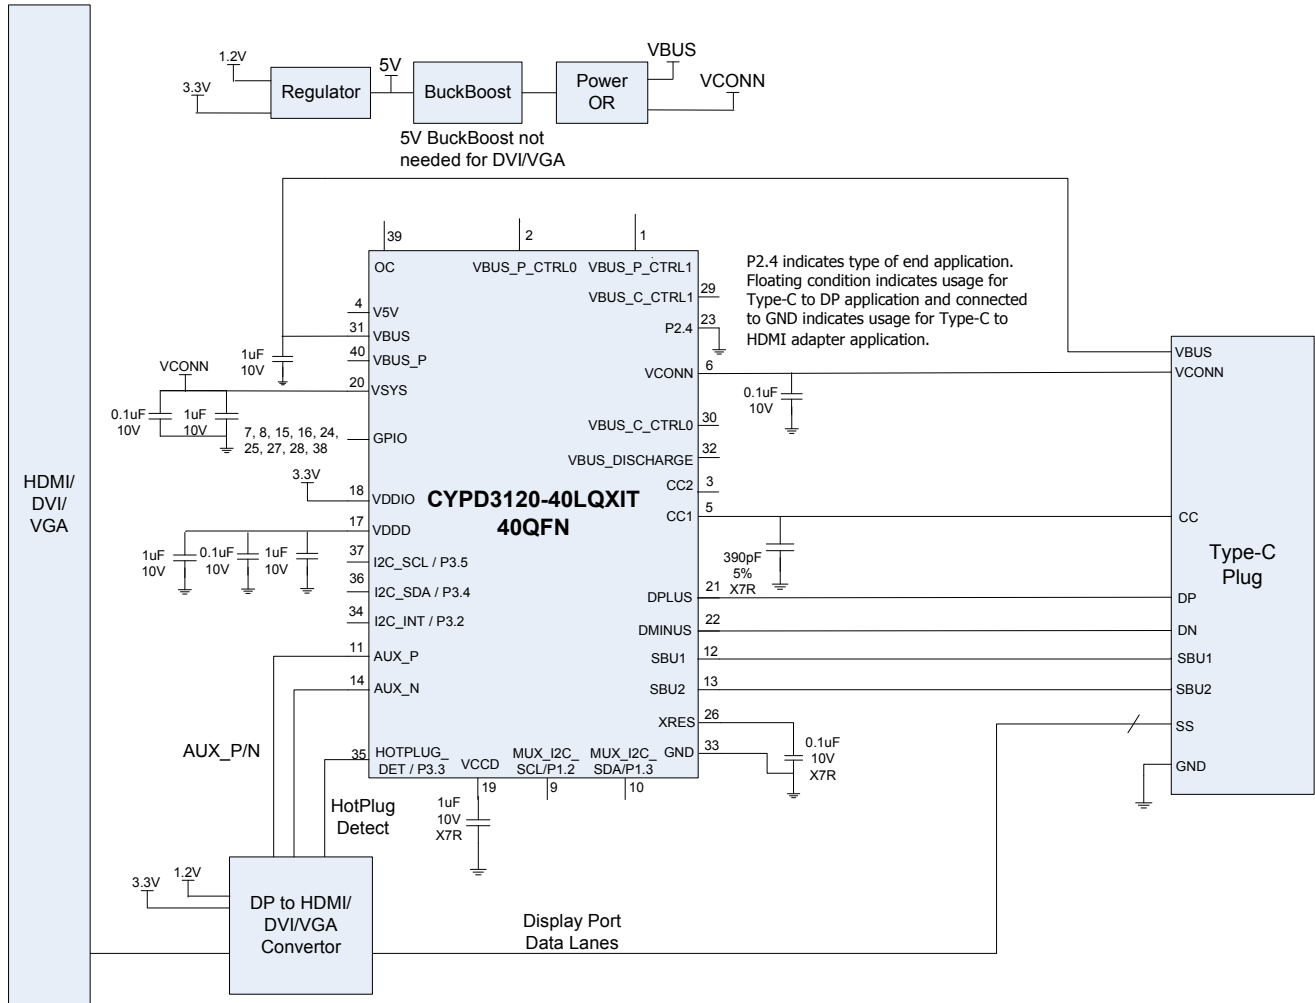 1.2V
3.3V
Regulator
5V
BuckBoost
Power
OR
VBUS
VCONN
5V BuckBoost not
needed for DVI/VGA
HDMI/
DVI/
VGA
39
2
1
OC
VBUS_P_CTRL0
VBUS_P_CTRL1
P2.4 indicates type of end application.
Floating condition indicates usage for
Type-C to DP application and connected
to GND indicates usage for Type-C to
HDMI adapter application.
4
V5V
31
VBUS
40
VBUS_P
20
VSYS
1uF
10V
VCONN
0.1uF
10V
1uF
10V
7, 8, 15, 16, 24,
25, 27, 28, 38
GPIO
3.3V
18
VDDIO
17
VDDD
1uF
10V
0.1uF
10V
1uF
10V
37
I2C_SCL / P3.5
36
I2C_SDA / P3.4
34
I2C_INT / P3.2
11
AUX_P
14
AUX_N
35
HOTPLUG_
DET / P3.3
CYPD3120-40LQXIT
40QFN
VBUS_C_CTRL1
29
P2.4
23
VCONN
6
0.1uF
10V
VBUS_C_CTRL0
30
VBUS_DISCHARGE
32
CC2
3
CC1
5
390pF
5%
X7R
DPLUS
21
DMINUS
22
SBU1
12
SBU2
13
XRES
26
GND
33
0.1uF
10V
X7R
VCCD
19
MUX_I2C_
SCL/P1.2
9
MUX_I2C_
SDA/P1.3
10
1uF
10V
X7R
VBUS
VCONN
CC
Type-C
Plug
DP
DN
SBU1
SBU2
SS
GND
AUX_P/N
HotPlug
Detect
3.3V
1.2V
DP to HDMI/
DVI/VGA
Convertor
Display Port
Data Lanes